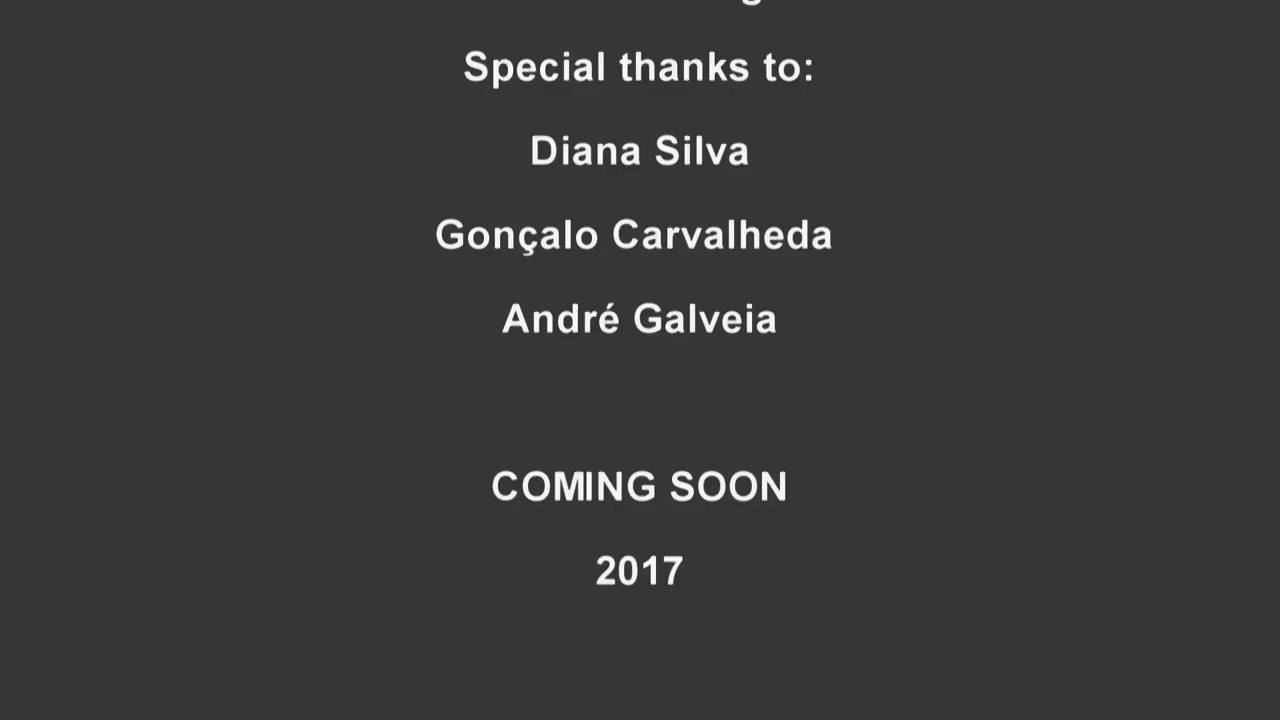 Special thanks to:
Diana Silva
Gonçalo Carvalheda
André Galveia
COMING SOON
2017